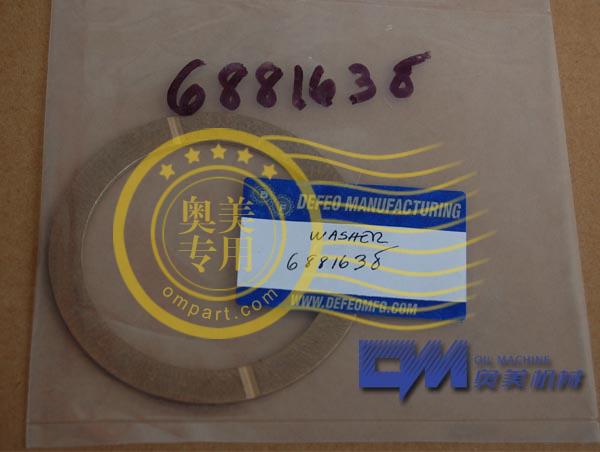 6881638
DEFEO MANUFACTURING
WASHER
6881638
WWW.DEFEOMFG.COM
奥美
专用
ompart.com
OIL MACHINE
奥美机械